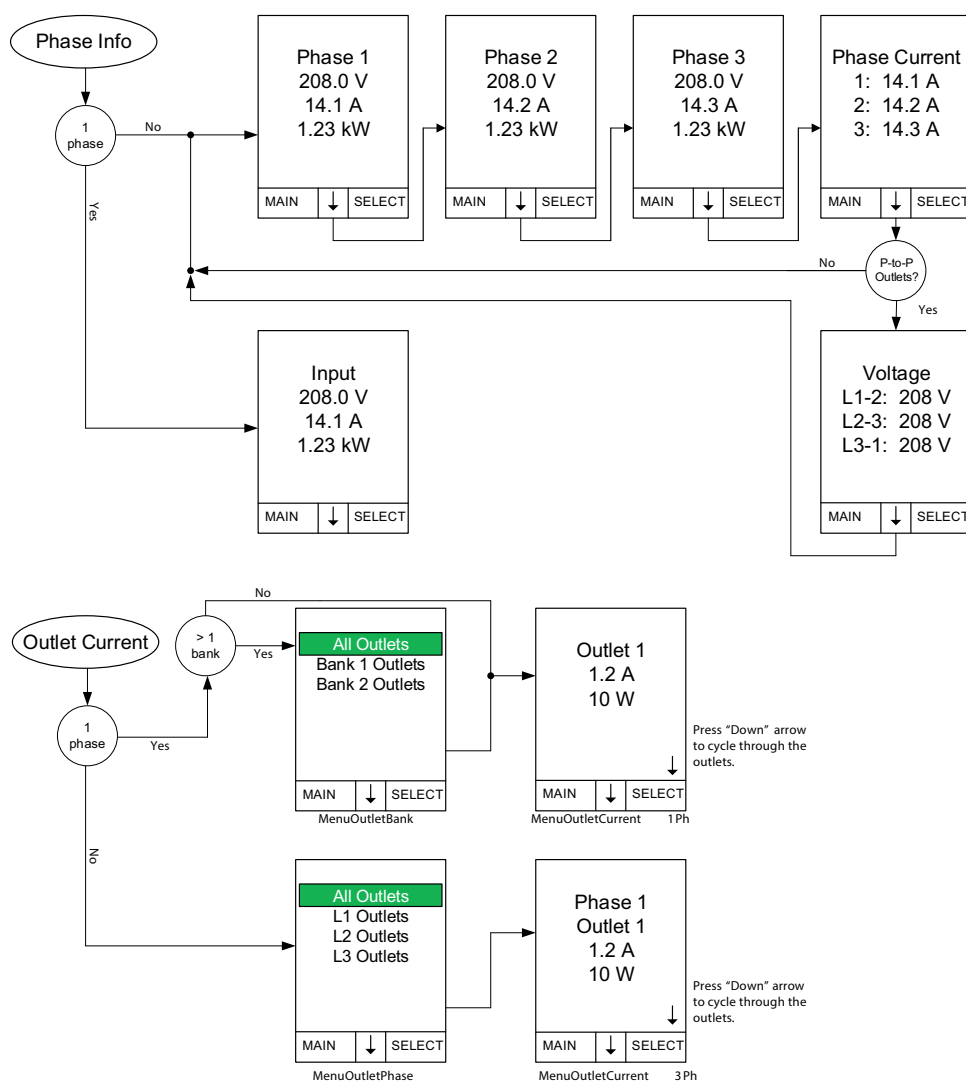 Phase Info
1
phase
No
Yes
Phase 1
208.0 V
14.1 A
1.23 kW
MAIN ↓ SELECT
Phase 2
208.0 V
14.2 A
1.23 kW
MAIN ↓ SELECT
Phase 3
208.0 V
14.3 A
1.23 kW
MAIN ↓ SELECT
Phase Current
1: 14.1 A
2: 14.2 A
3: 14.3 A
MAIN ↓ SELECT
P-to-P
Outlets?
No
Yes
Input
208.0 V
14.1 A
1.23 kW
MAIN ↓ SELECT
Voltage
L1-2: 208 V
L2-3: 208 V
L3-1: 208 V
MAIN ↓ SELECT
Outlet Current
1
phase
Yes
No
> 1
bank
No
Yes
All Outlets
Bank 1 Outlets
Bank 2 Outlets
MAIN ↓ SELECT
MenuOutletBank
Outlet 1
1.2 A
10 W
↓
MAIN ↓ SELECT
MenuOutletCurrent 1 Ph
Press “Down” arrow
to cycle through the
outlets.
All Outlets
L1 Outlets
L2 Outlets
L3 Outlets
MAIN ↓ SELECT
MenuOutletPhase
Phase 1
Outlet 1
1.2 A
10 W
↓
MAIN ↓ SELECT
MenuOutletCurrent 3 Ph
Press “Down” arrow
to cycle through the
outlets.